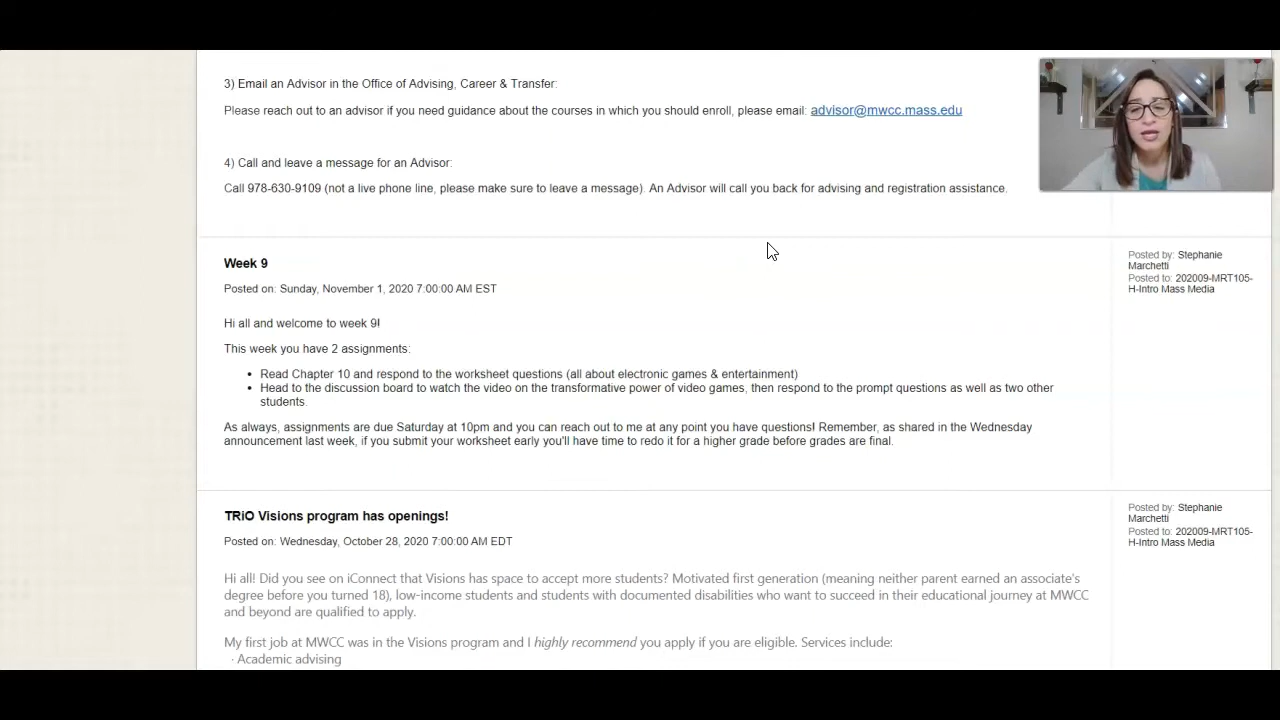 3) Email an Advisor in the Office of Advising, Career & Transfer:
Please reach out to an advisor if you need guidance about the courses in which you should enroll, please email: advisor@mwcc.mass.edu
4) Call and leave a message for an Advisor:
Call 978-630-9109 (not a live phone line, please make sure to leave a message). An Advisor will call you back for advising and registration assistance.
Week 9
Posted on: Sunday, November 1, 2020 7:00:00 AM EST
Hi all and welcome to week 9!
This week you have 2 assignments:
• Read Chapter 10 and respond to the worksheet questions (all about electronic games & entertainment)
• Head to the discussion board to watch the video on the transformative power of video games, then respond to the prompt questions as well as two other
students.
As always, assignments are due Saturday at 10pm and you can reach out to me at any point you have questions! Remember, as shared in the Wednesday
announcement last week, if you submit your worksheet early you'll have time to redo it for a higher grade before grades are final.
Posted by: Stephanie
Marchetti
Posted to: 202009-MRT105-
H-Intro Mass Media
TRiO Visions program has openings!
Posted on: Wednesday, October 28, 2020 7:00:00 AM EDT
Hi all! Did you see on iConnect that Visions has space to accept more students? Motivated first generation (meaning neither parent earned an associate's
degree before you turned 18), low-income students and students with documented disabilities who want to succeed in their educational journey at MWCC
and beyond are qualified to apply.
My first job at MWCC was in the Visions program and I highly recommend you apply if you are eligible. Services include:
· Academic advising
Posted by: Stephanie
Marchetti
Posted to: 202009-MRT105-
H-Intro Mass Media